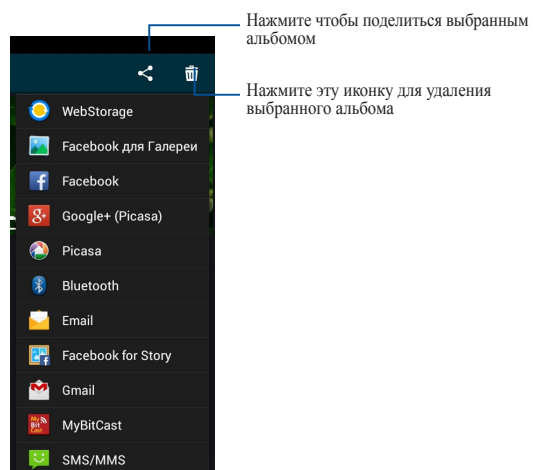 Нажмите чтобы поделиться выбранным
альбомом
Нажмите эту иконку для удаления
выбранного альбома
WebStorage
Facebook для Галереи
Facebook
Google+ (Picasa)
Picasa
Bluetooth
Email
Facebook for Story
Gmail
MyBitCast
SMS/MMS